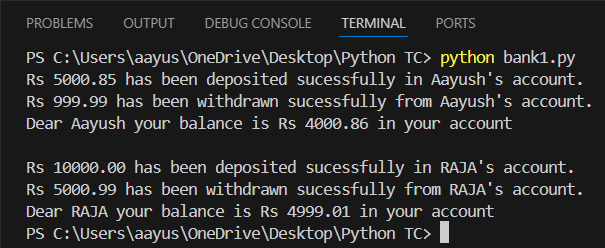 PROBLEMS OUTPUT DEBUG CONSOLE TERMINAL PORTS
PS C:\Users\aayus\OneDrive\Desktop\Python TC> python bank1.py
Rs 5000.85 has been deposited sucessfully in Aayush's account.
Rs 999.99 has been withdrawn sucessfully from Aayush's account.
Dear Aayush your balance is Rs 4000.86 in your account
Rs 10000.00 has been deposited sucessfully in RAJA's account.
Rs 5000.99 has been withdrawn sucessfully from RAJA's account.
Dear RAJA your balance is Rs 4999.01 in your account
PS C:\Users\aayus\OneDrive\Desktop\Python TC>